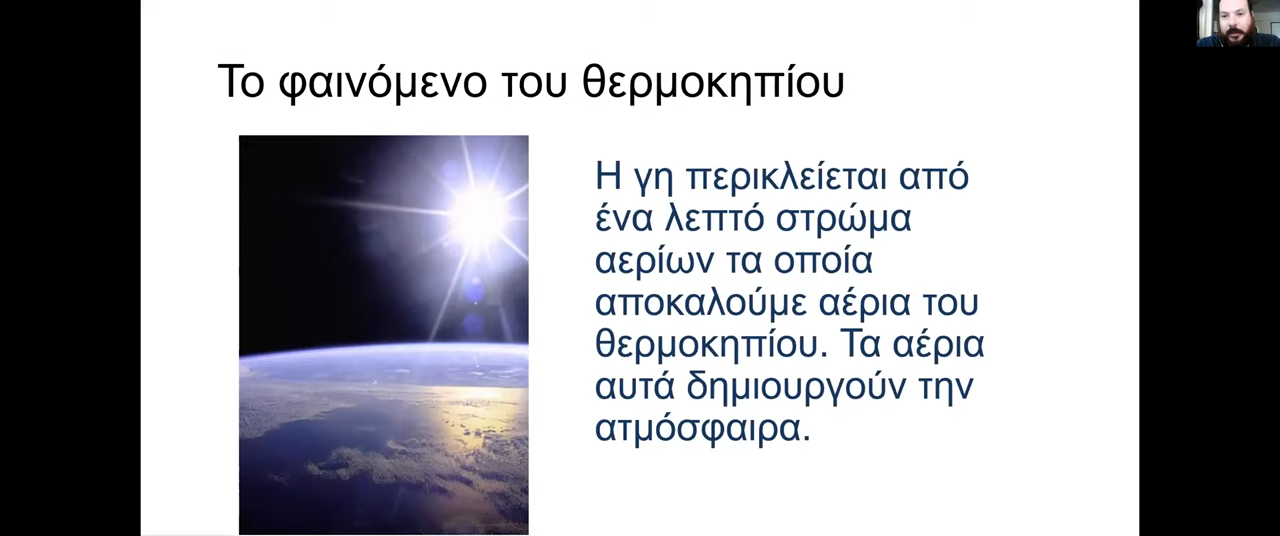 Το φαινόμενο του θερμοκηπίου
Η γη περικλείεται από
ένα λεπτό στρώμα
αερίων τα οποία
αποκαλούμε αέρια του
θερμοκηπίου. Τα αέρια
αυτά δημιουργούν την
ατμόσφαιρα.